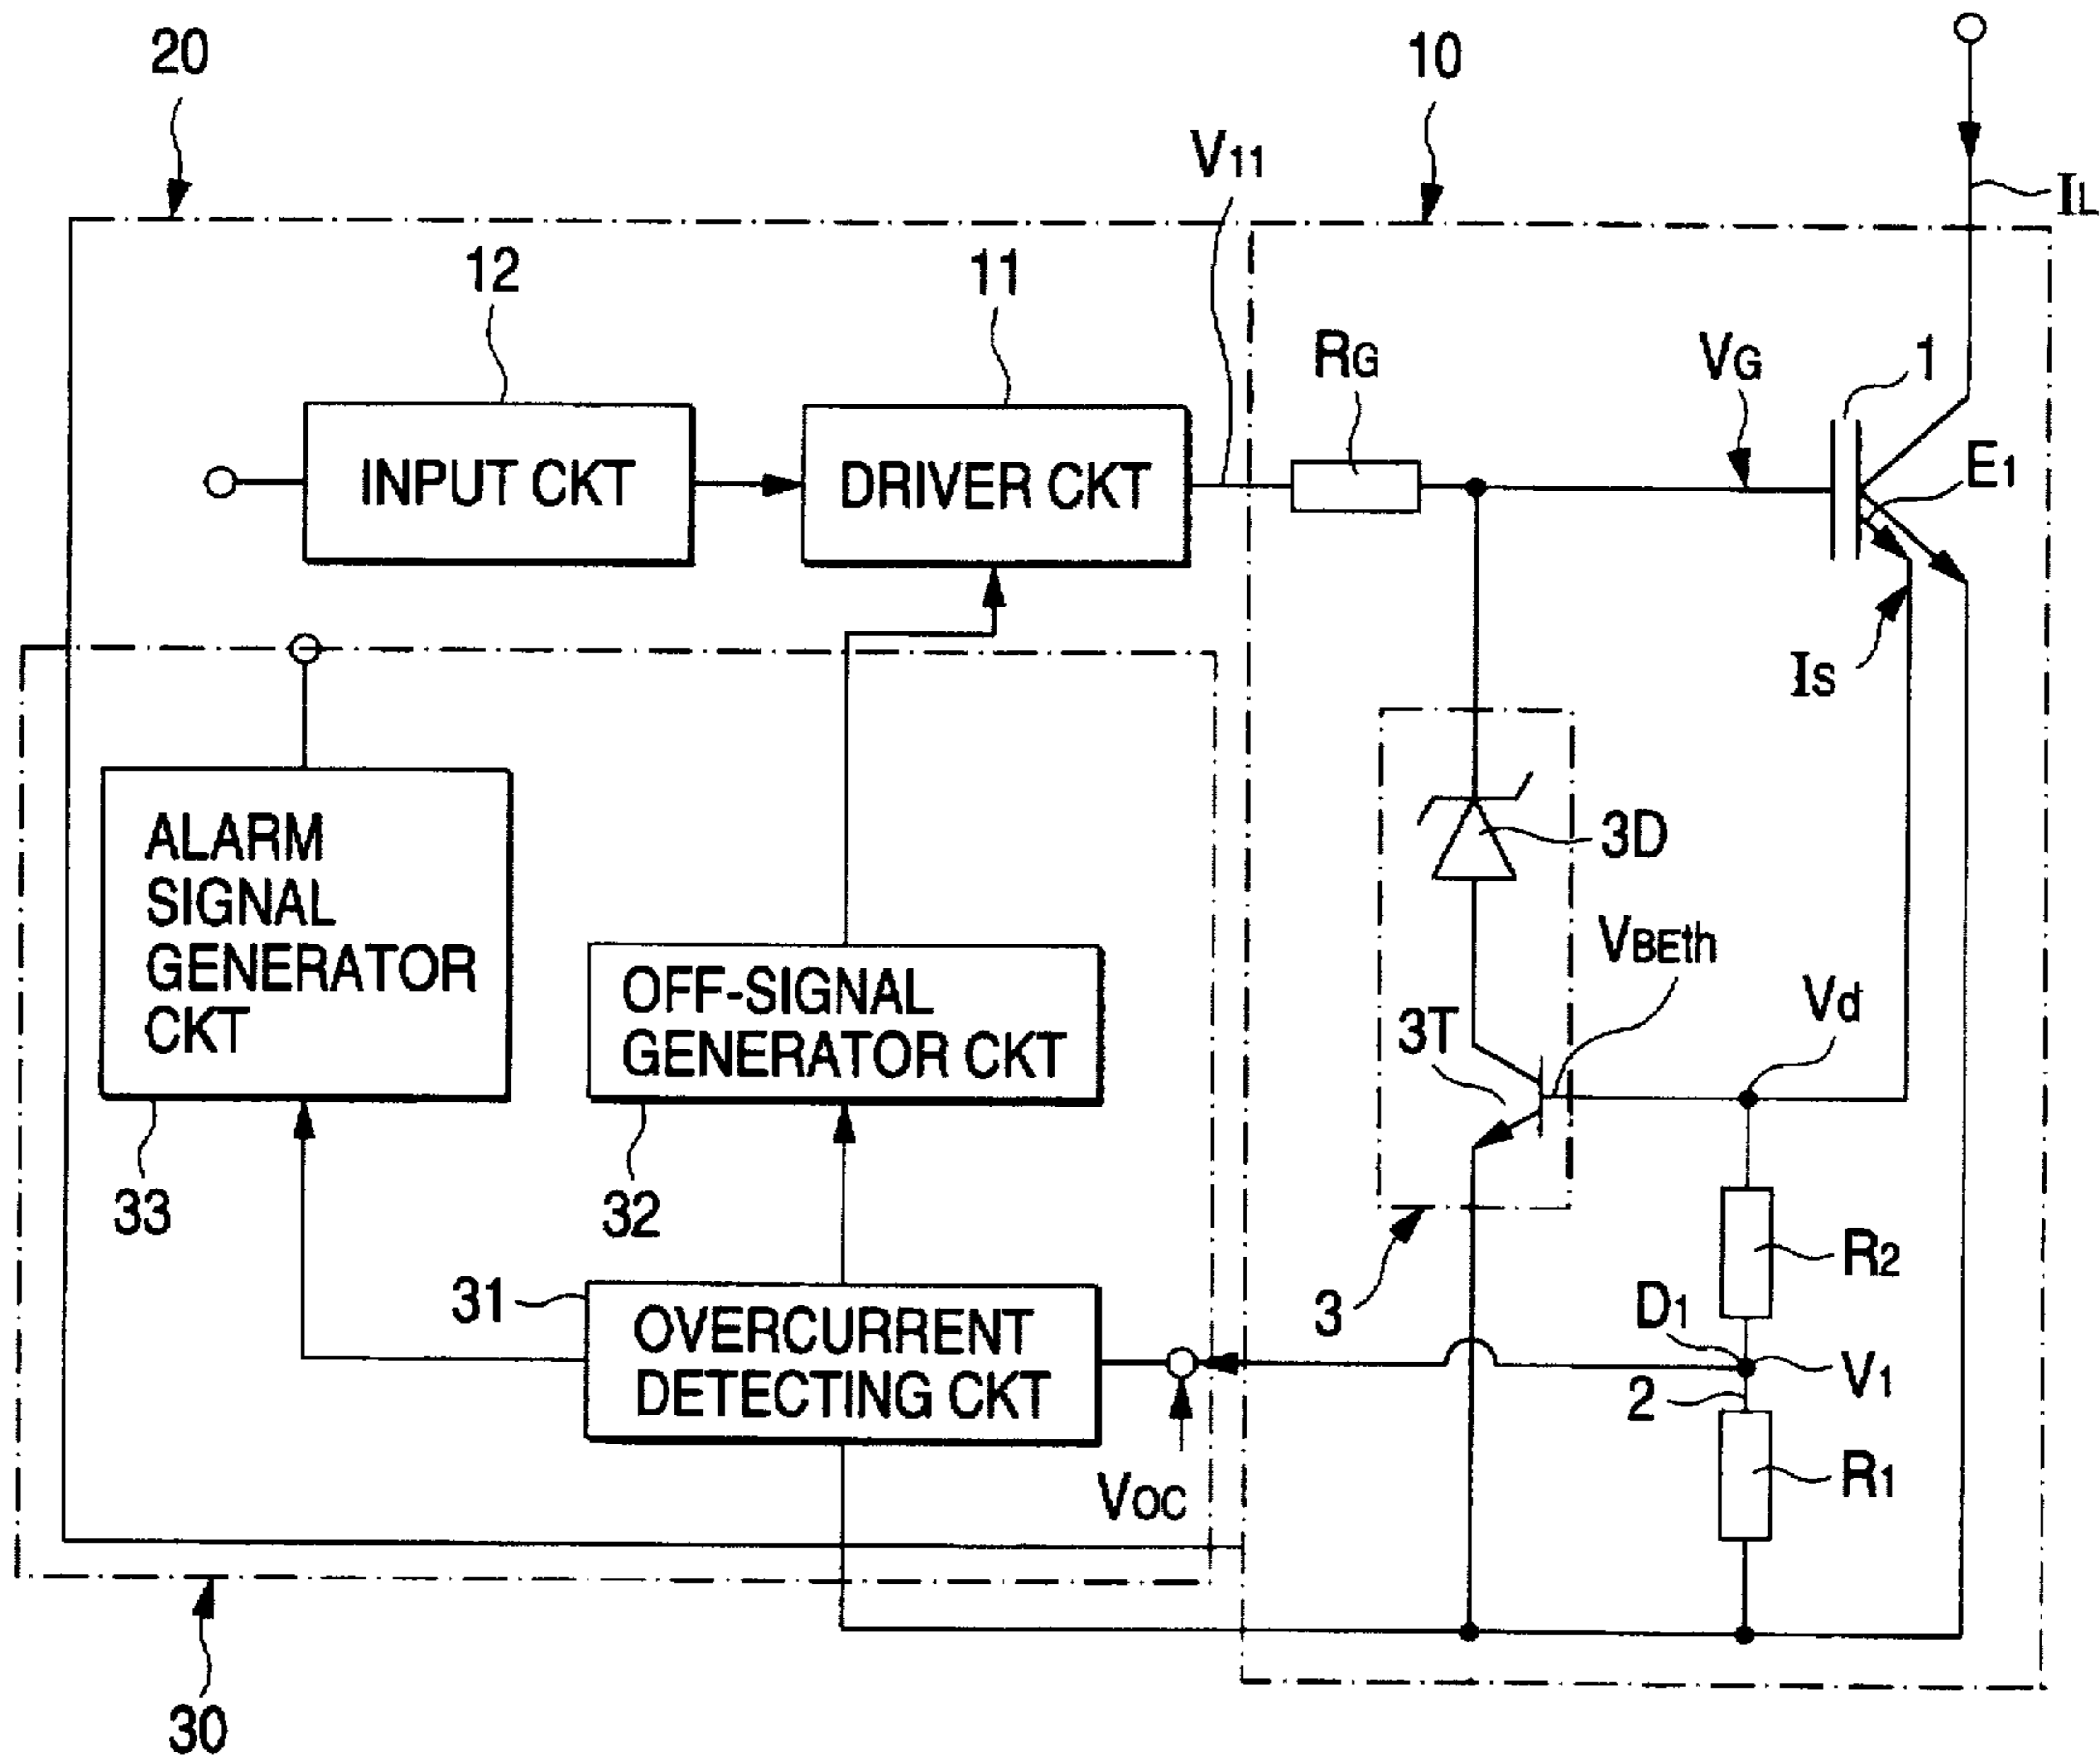 20
10
V11
IL
12
11
RG
VG
1
E1
INPUT CKT
DRIVER CKT
IS
ALARM
SIGNAL
GENERATOR
CKT
3D
VBEth
OFF-SIGNAL
GENERATOR CKT
3T
Vd
33
32
R2
31
OVERCURRENT
DETECTING CKT
3
D1
V1
2
VOC
R1
30